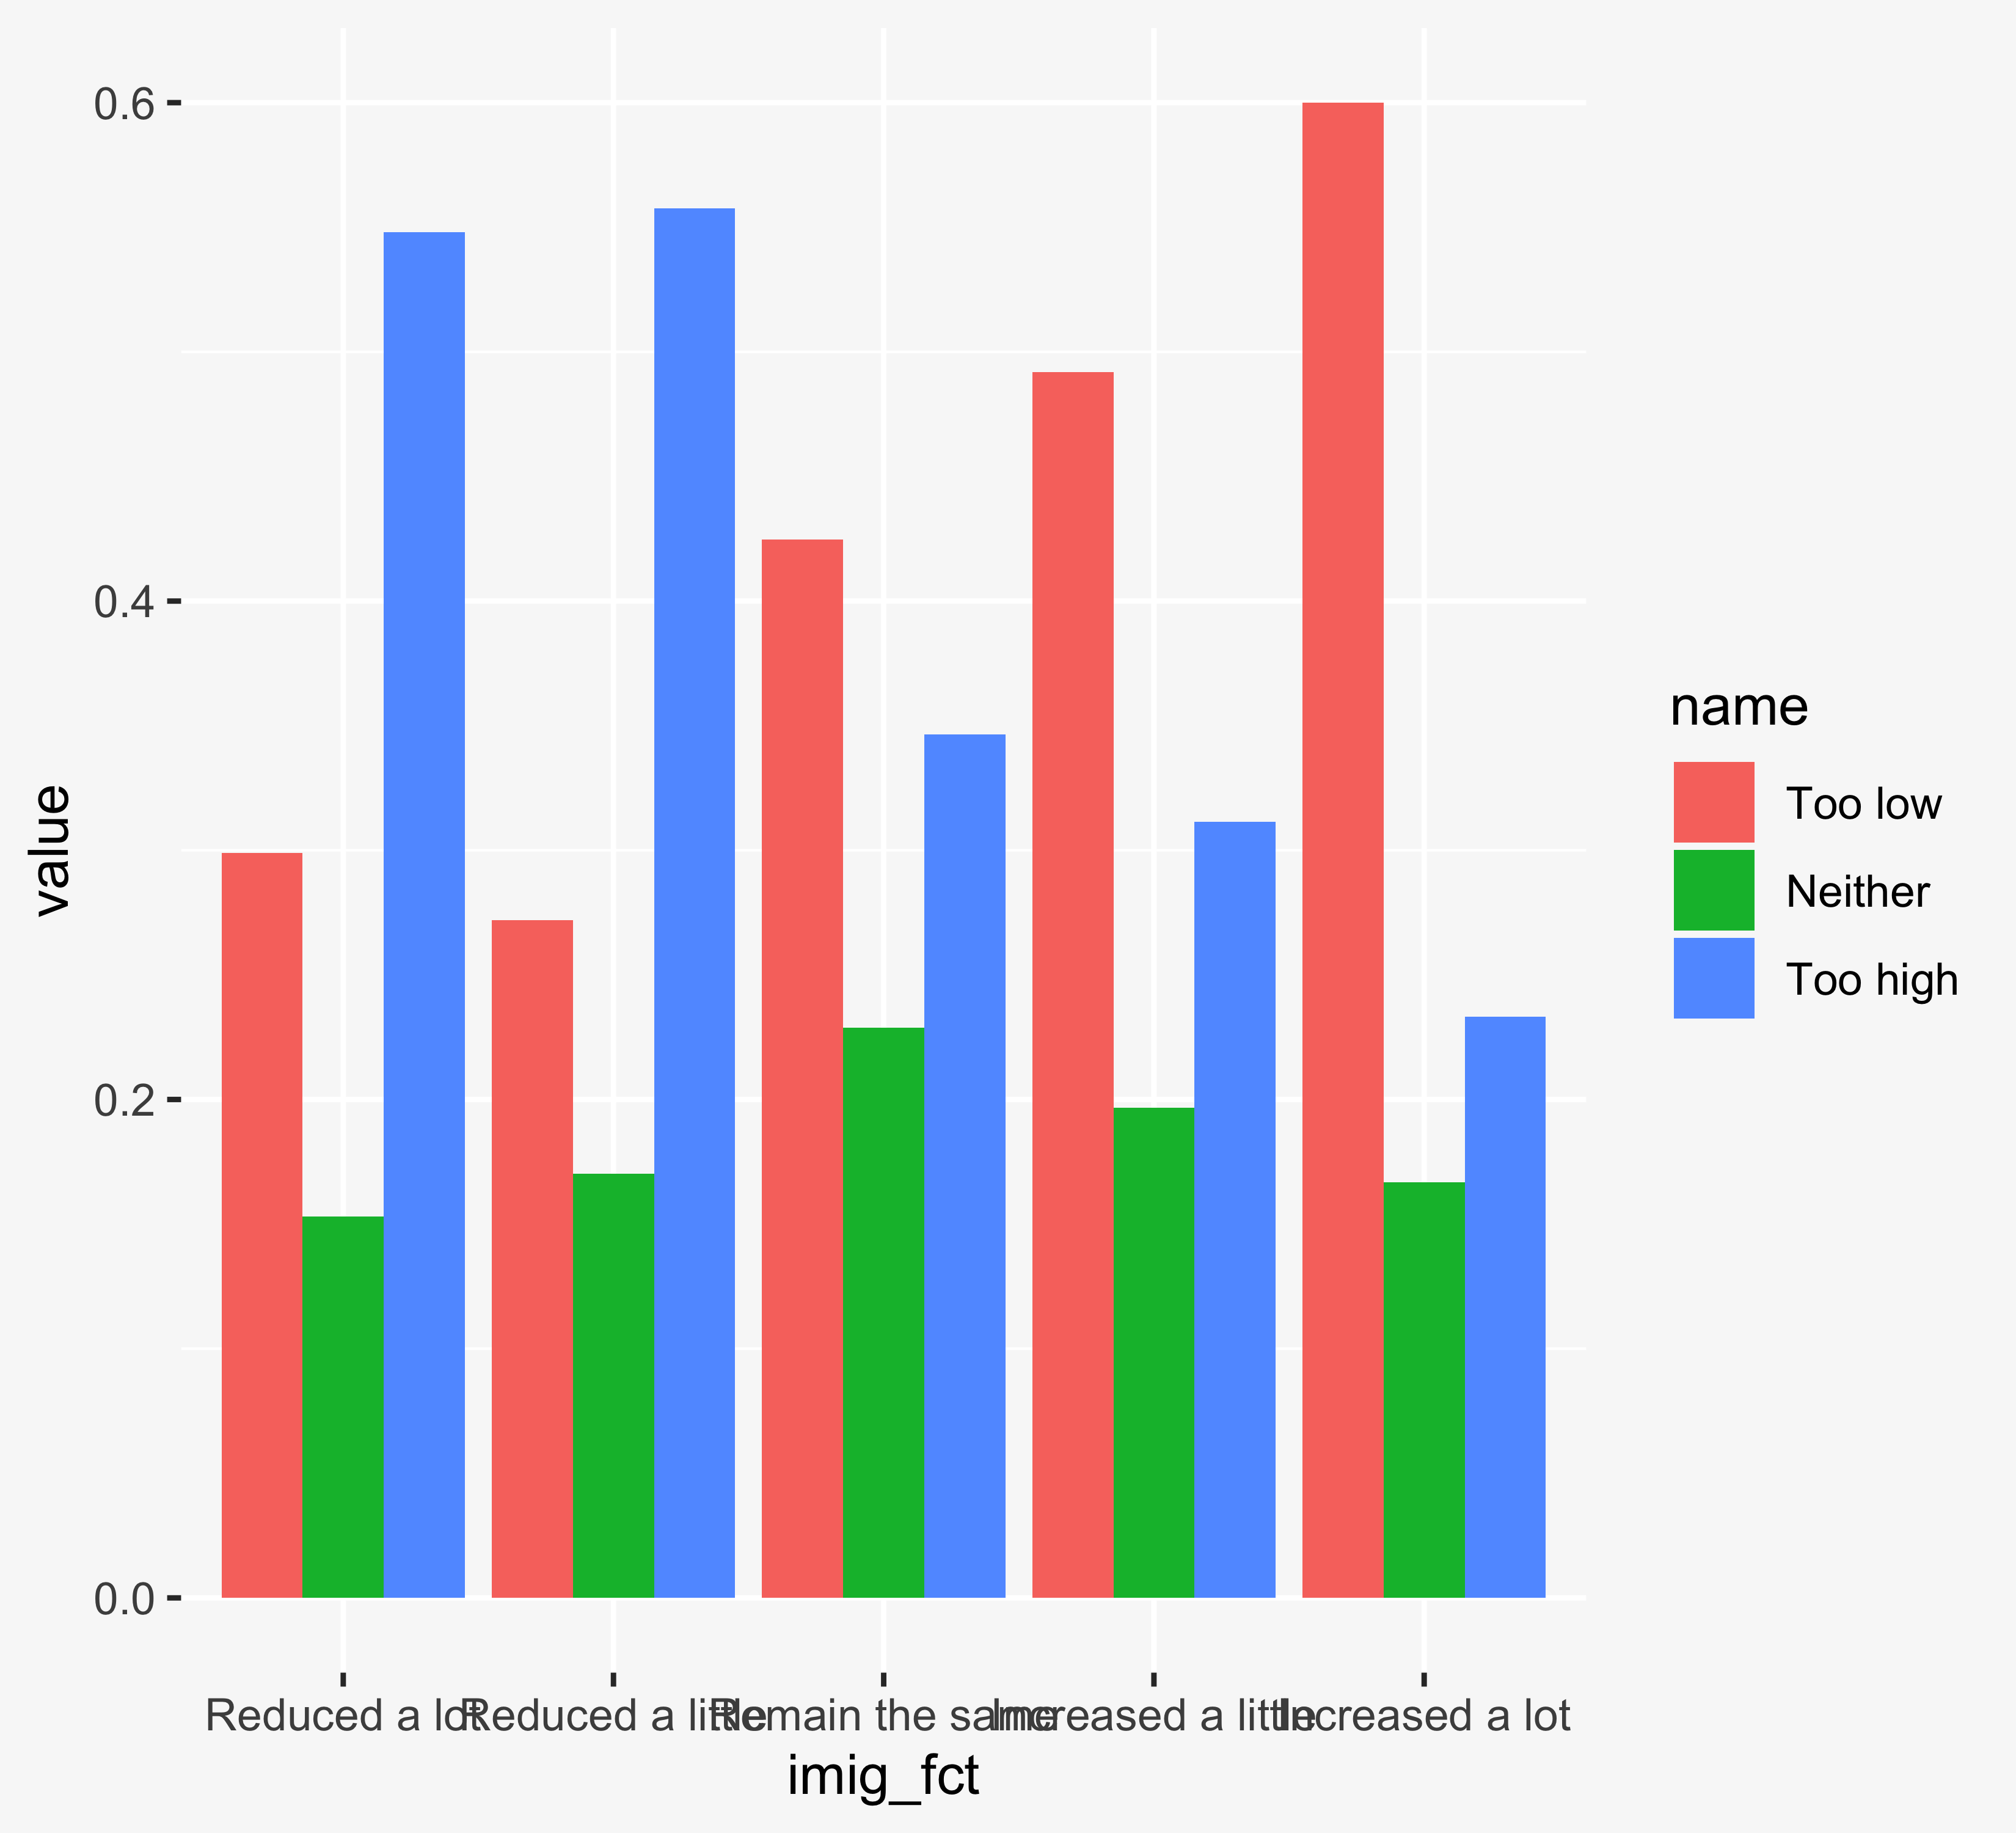 0.6
0.4
0.2
0.0
value
Reduced a lot
Reduced a little
Remain the same
Increased a little
Increased a lot
imig_fct
name
Too low
Neither
Too high